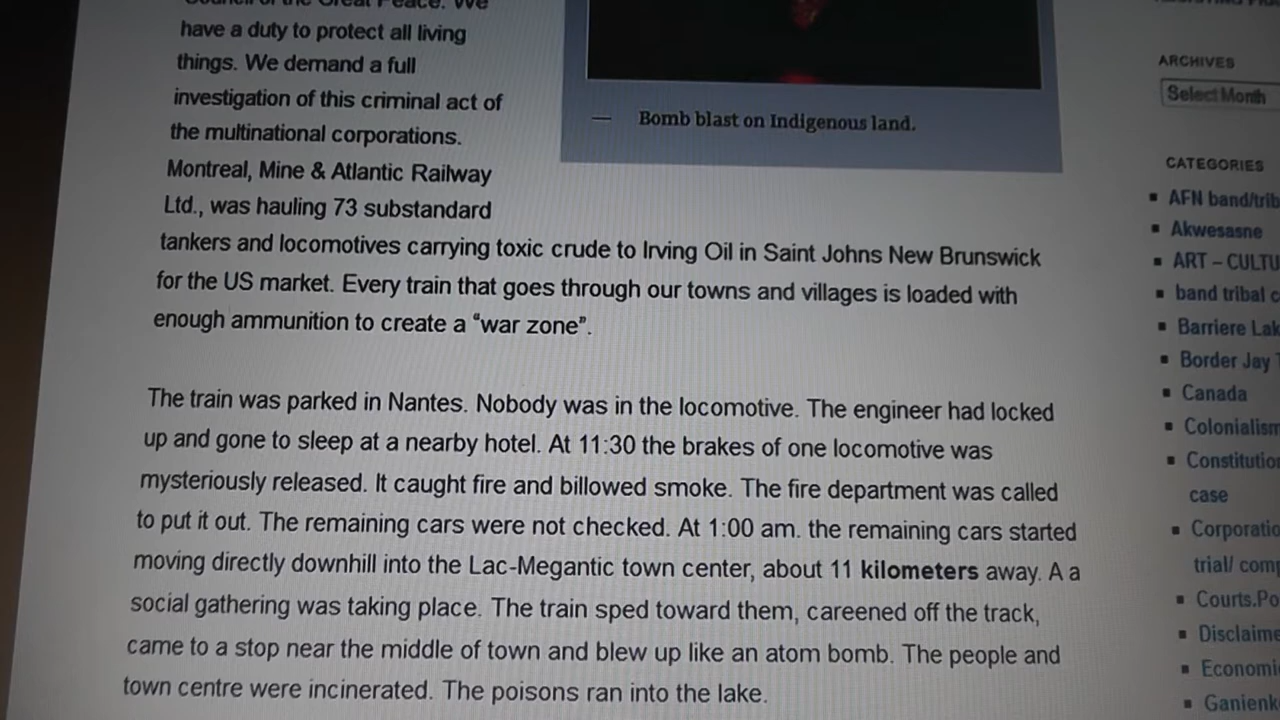 Council of the Great Peace. We
have a duty to protect all living
things. We demand a full
investigation of this criminal act of
the multinational corporations.
Montreal, Mine & Atlantic Railway
Ltd., was hauling 73 substandard
tankers and locomotives carrying toxic crude to Irving Oil in Saint Johns New Brunswick
for the US market. Every train that goes through our towns and villages is loaded with
enough ammunition to create a “war zone”.
— Bomb blast on Indigenous land.
The train was parked in Nantes. Nobody was in the locomotive. The engineer had locked
up and gone to sleep at a nearby hotel. At 11:30 the brakes of one locomotive was
mysteriously released. It caught fire and billowed smoke. The fire department was called
to put it out. The remaining cars were not checked. At 1:00 am. the remaining cars started
moving directly downhill into the Lac-Megantic town center, about 11 kilometers away. A a
social gathering was taking place. The train sped toward them, careened off the track,
came to a stop near the middle of town and blew up like an atom bomb. The people and
town centre were incinerated. The poisons ran into the lake.
ARCHIVES
Select Month
CATEGORIES
AFN band/trib
Akwesasne
ART – CULTU
band tribal c
Barriere Lak
Border Jay T
Canada
Colonialism
Constitution
case
Corporatio
trial/ comp
Courts.Po
Disclaime
Economi
Ganienk